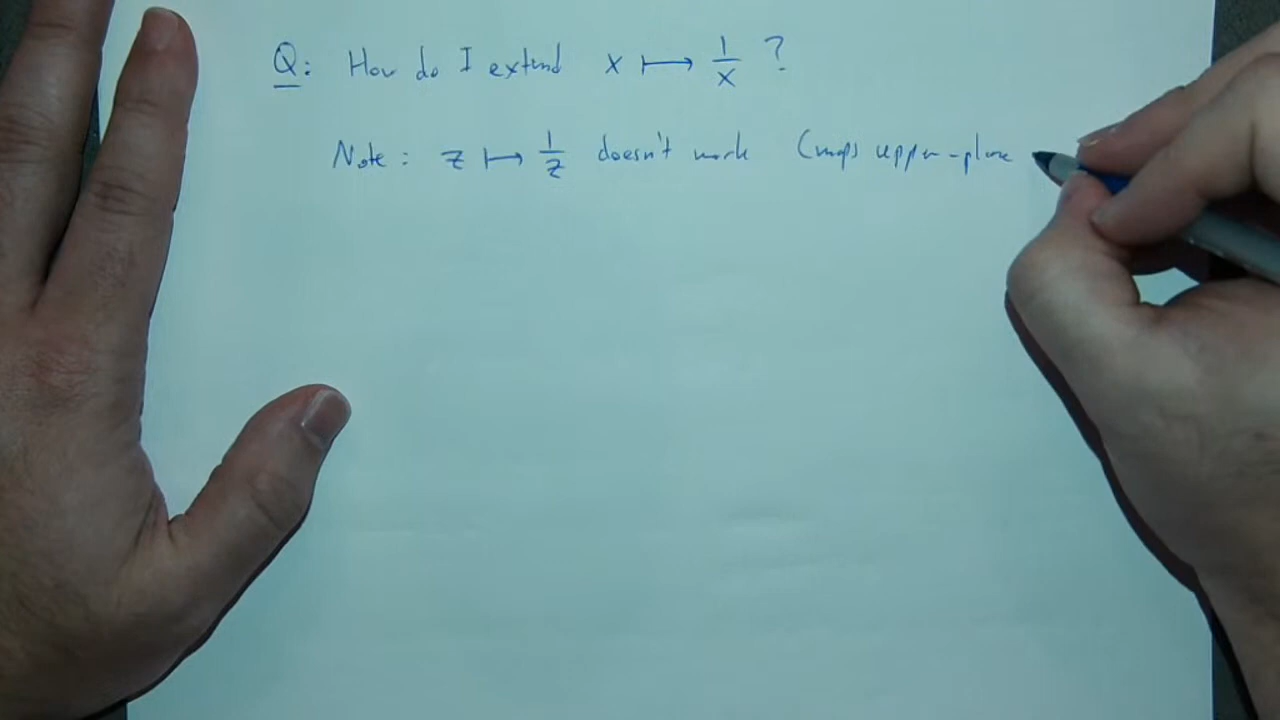 Q: How do I extend x ↦ 1/x ?
Note: z ↦ 1/z doesn't work (maps upper-plane